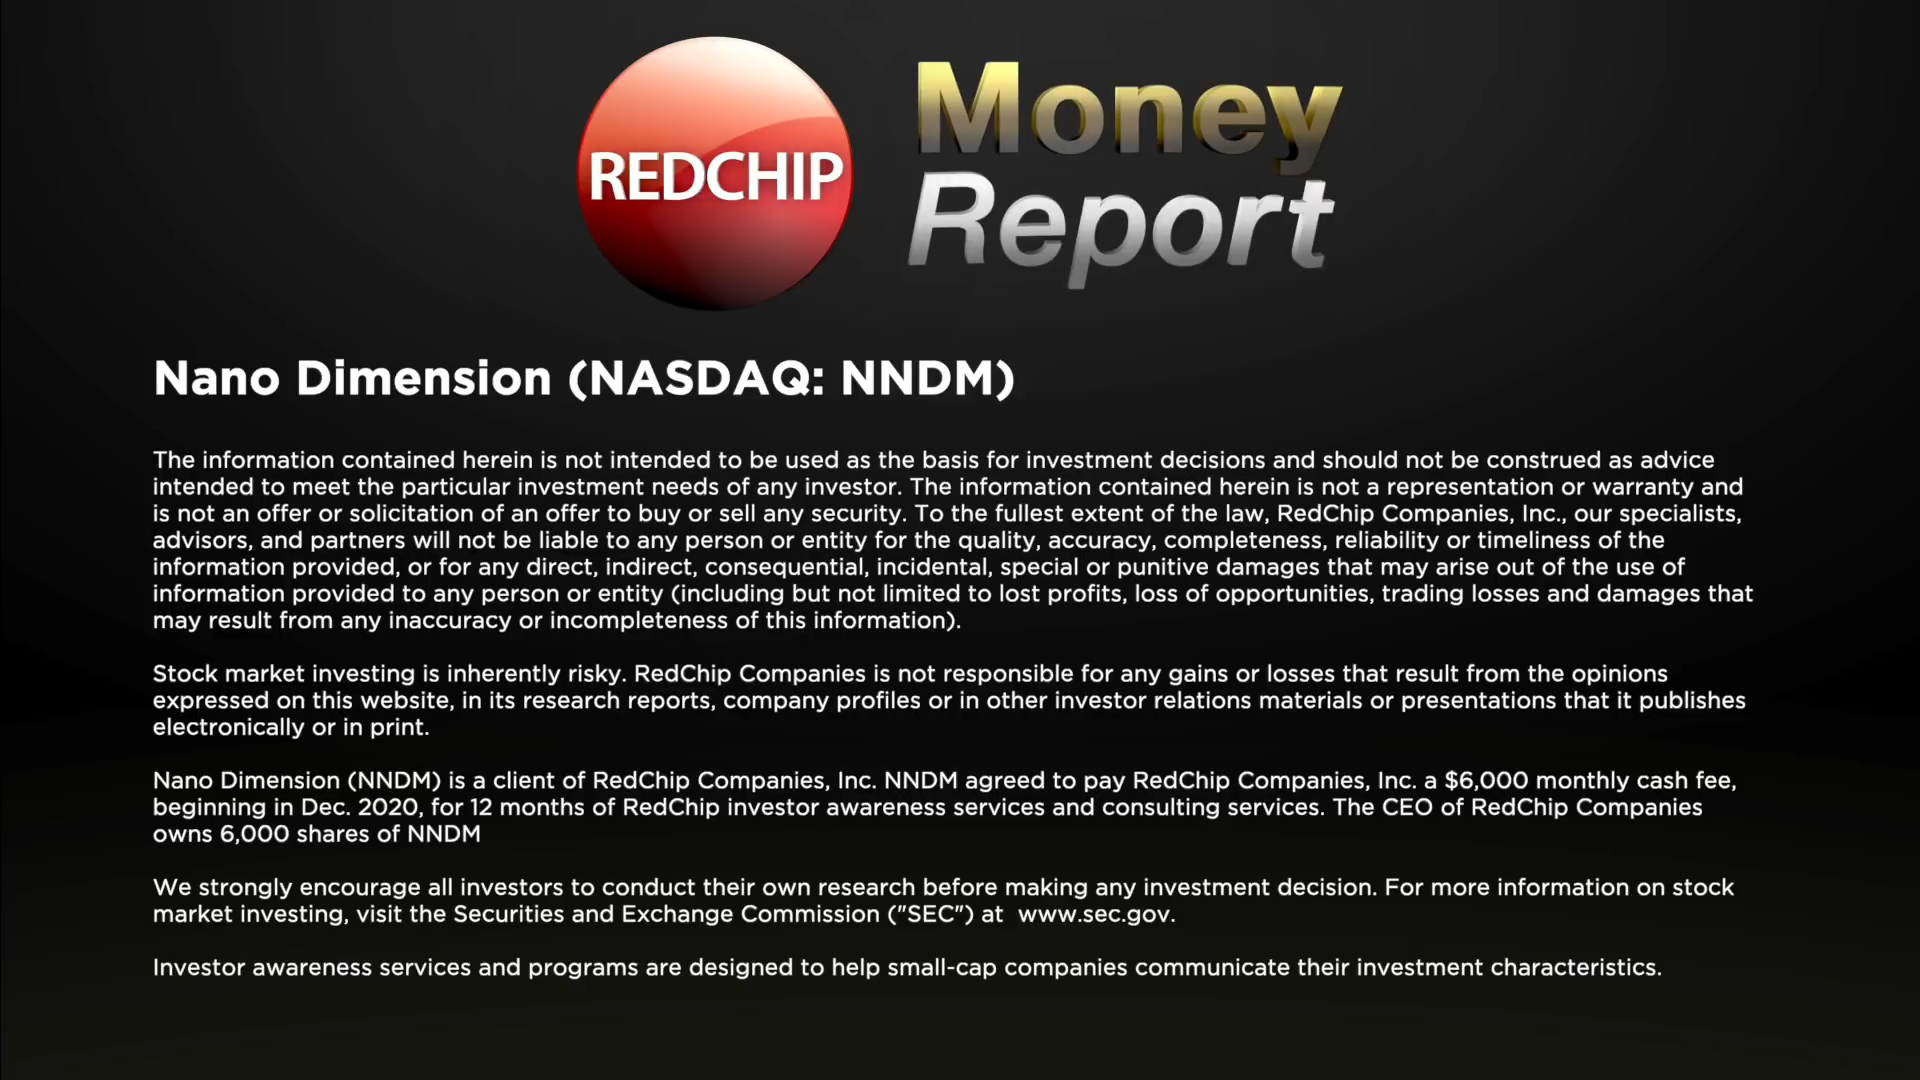 REDCHIP
Money
Report
Nano Dimension (NASDAQ: NNDM)
The information contained herein is not intended to be used as the basis for investment decisions and should not be construed as advice
intended to meet the particular investment needs of any investor. The information contained herein is not a representation or warranty and
is not an offer or solicitation of an offer to buy or sell any security. To the fullest extent of the law, RedChip Companies, Inc., our specialists,
advisors, and partners will not be liable to any person or entity for the quality, accuracy, completeness, reliability or timeliness of the
information provided, or for any direct, indirect, consequential, incidental, special or punitive damages that may arise out of the use of
information provided to any person or entity (including but not limited to lost profits, loss of opportunities, trading losses and damages that
may result from any inaccuracy or incompleteness of this information).
Stock market investing is inherently risky. RedChip Companies is not responsible for any gains or losses that result from the opinions
expressed on this website, in its research reports, company profiles or in other investor relations materials or presentations that it publishes
electronically or in print.
Nano Dimension (NNDM) is a client of RedChip Companies, Inc. NNDM agreed to pay RedChip Companies, Inc. a $6,000 monthly cash fee,
beginning in Dec. 2020, for 12 months of RedChip investor awareness services and consulting services. The CEO of RedChip Companies
owns 6,000 shares of NNDM
We strongly encourage all investors to conduct their own research before making any investment decision. For more information on stock
market investing, visit the Securities and Exchange Commission ("SEC") at  www.sec.gov.
Investor awareness services and programs are designed to help small-cap companies communicate their investment characteristics.